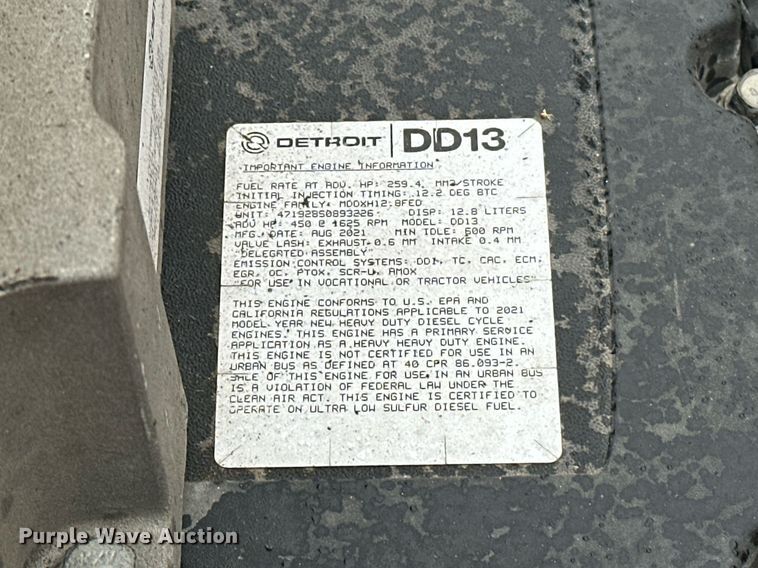 DETROIT DD13
IMPORTANT ENGINE INFORMATION
FUEL RATE AT ADV. HP: 259.4 MM3/STROKE
INITIAL INJECTION TIMING: 12.2 DEG BTC
ENGINE FAMILY: MDDXH12.8FED
UNIT: 471928S0893226 DISP: 12.8 LITERS
ADV HP: 450 @ 1625 RPM MODEL: DD13
MFG. DATE: AUG 2021 MIN IDLE: 600 RPM
VALVE LASH: EXHAUST 0.6 MM INTAKE 0.4 MM
"DELEGATED ASSEMBLY"
EMISSION CONTROL SYSTEMS: DDI, TC, CAC, ECM,
EGR, OC, PTOX, SCR-U, AMOX
"FOR USE IN VOCATIONAL OR TRACTOR VEHICLES"
THIS ENGINE CONFORMS TO U.S. EPA AND
CALIFORNIA REGULATIONS APPLICABLE TO 2021
MODEL YEAR NEW HEAVY DUTY DIESEL CYCLE
ENGINES. THIS ENGINE HAS A PRIMARY SERVICE
APPLICATION AS A HEAVY HEAVY DUTY ENGINE.
THIS ENGINE IS NOT CERTIFIED FOR USE IN AN
URBAN BUS AS DEFINED AT 40 CFR 86.093-2.
SALE OF THIS ENGINE FOR USE IN AN URBAN BUS
IS A VIOLATION OF FEDERAL LAW UNDER THE
CLEAN AIR ACT. THIS ENGINE IS CERTIFIED TO
OPERATE ON ULTRA LOW SULFUR DIESEL FUEL.
Purple Wave Auction